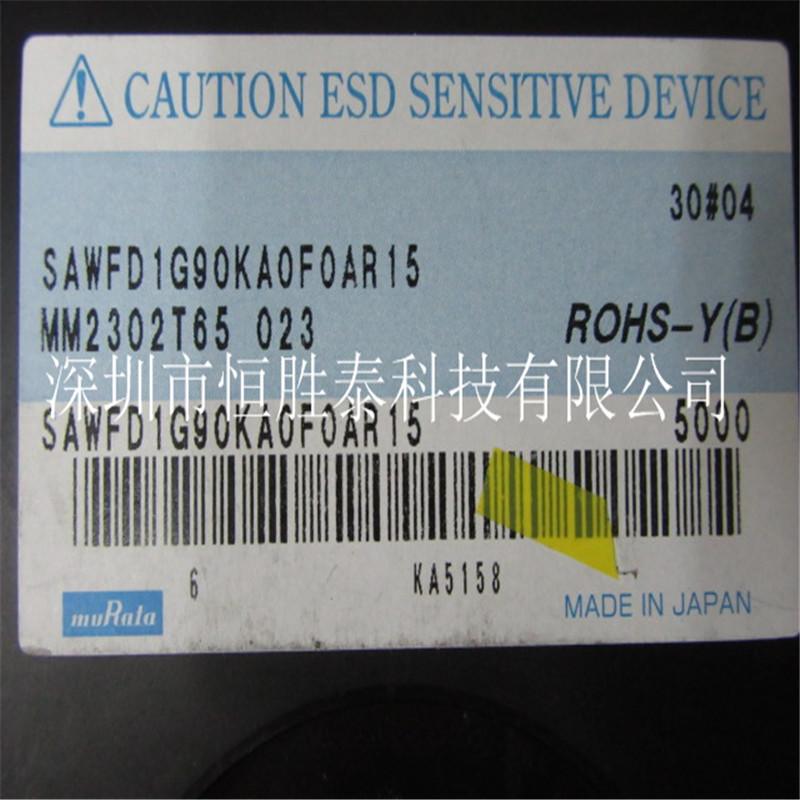 CAUTION ESD SENSITIVE DEVICE
30#04
SAWFD1G90KA0F0AR15
MM2302T65 023 ROHS-Y(B)
深圳市恒胜泰科技有限公司
SAWFD1G90KA0F0AR15 5000
6 KA5158
muRata MADE IN JAPAN